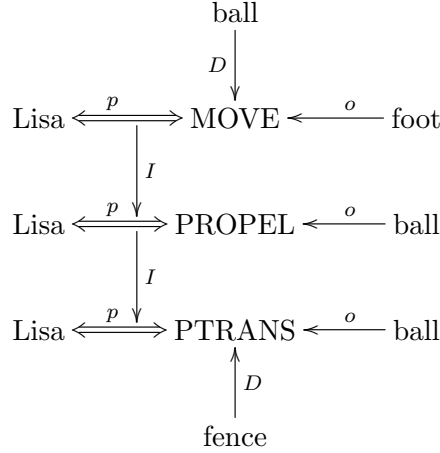 ball
D
Lisa p MOVE o foot
I
Lisa p PROPEL o ball
I
Lisa p PTRANS o ball
D
fence